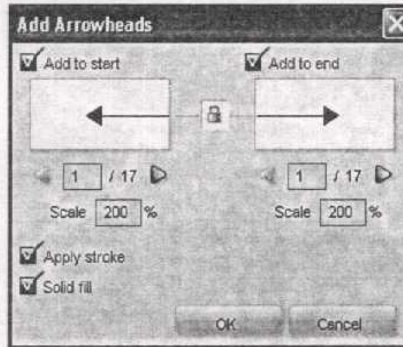 Add Arrowheads
Add to start
Add to end
1 / 17
1 / 17
Scale 200 %
Scale 200 %
Apply stroke
Solid fill
OK
Cancel